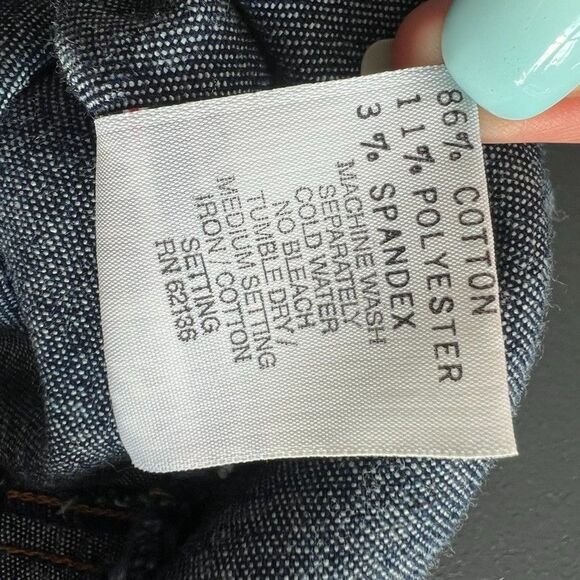 86% COTTON
11% POLYESTER
3% SPANDEX
MACHINE WASH
SEPARATELY
COLD WATER
NO BLEACH
TUMBLE DRY/
MEDIUM SETTING
IRON / COTTON
SETTING
RN 62136